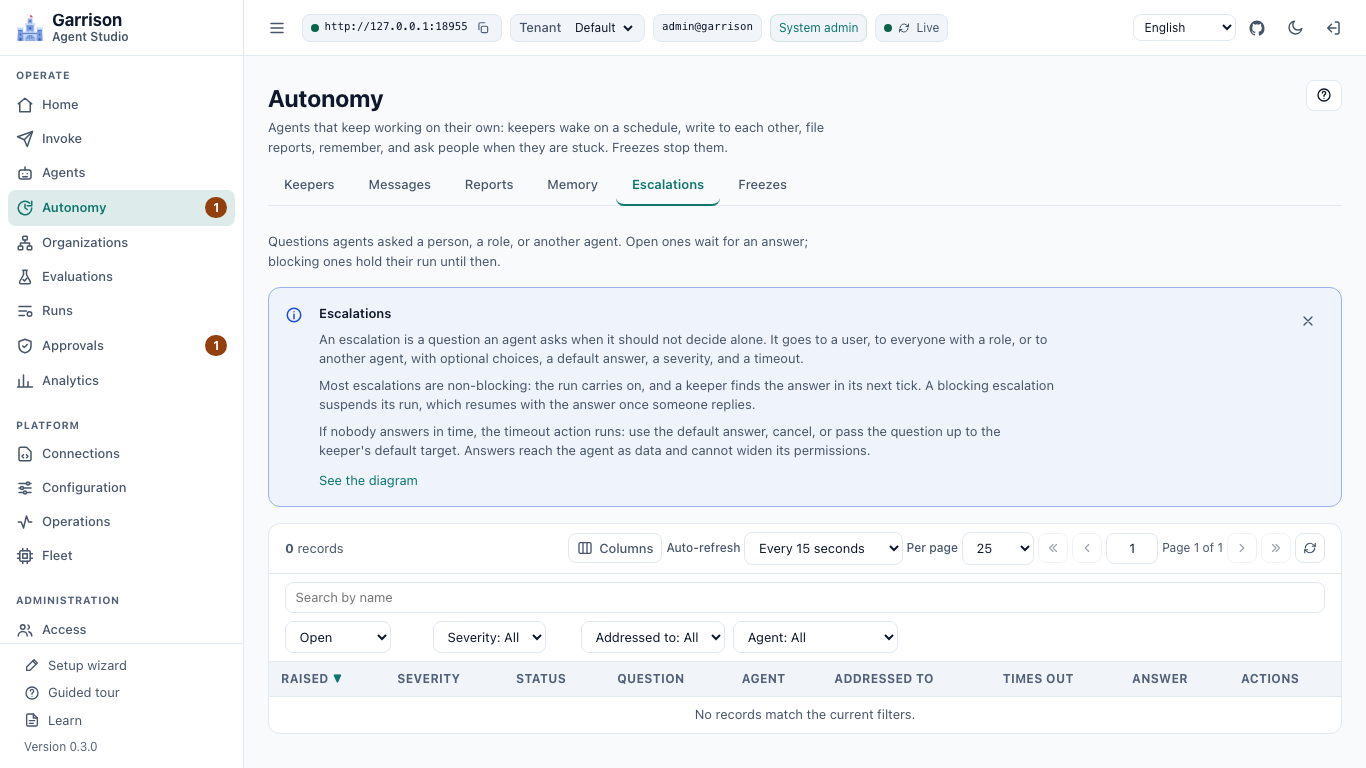 Garrison
Agent Studio
http://127.0.0.1:18955
Tenant Default
admin@garrison
System admin
Live
English
OPERATE
Home
Invoke
Agents
Autonomy 1
Organizations
Evaluations
Runs
Approvals 1
Analytics
PLATFORM
Connections
Configuration
Operations
Fleet
ADMINISTRATION
Access
Setup wizard
Guided tour
Learn
Version 0.3.0
Autonomy
Agents that keep working on their own: keepers wake on a schedule, write to each other, file
reports, remember, and ask people when they are stuck. Freezes stop them.
Keepers Messages Reports Memory Escalations Freezes
Questions agents asked a person, a role, or another agent. Open ones wait for an answer;
blocking ones hold their run until then.
Escalations
An escalation is a question an agent asks when it should not decide alone. It goes to a user, to everyone with a role, or to
another agent, with optional choices, a default answer, a severity, and a timeout.
Most escalations are non-blocking: the run carries on, and a keeper finds the answer in its next tick. A blocking escalation
suspends its run, which resumes with the answer once someone replies.
If nobody answers in time, the timeout action runs: use the default answer, cancel, or pass the question up to the
keeper's default target. Answers reach the agent as data and cannot widen its permissions.
See the diagram
0 records Columns Auto-refresh Every 15 seconds Per page 25 1 Page 1 of 1
Search by name
Open Severity: All Addressed to: All Agent: All
RAISED ▼ SEVERITY STATUS QUESTION AGENT ADDRESSED TO TIMES OUT ANSWER ACTIONS
No records match the current filters.